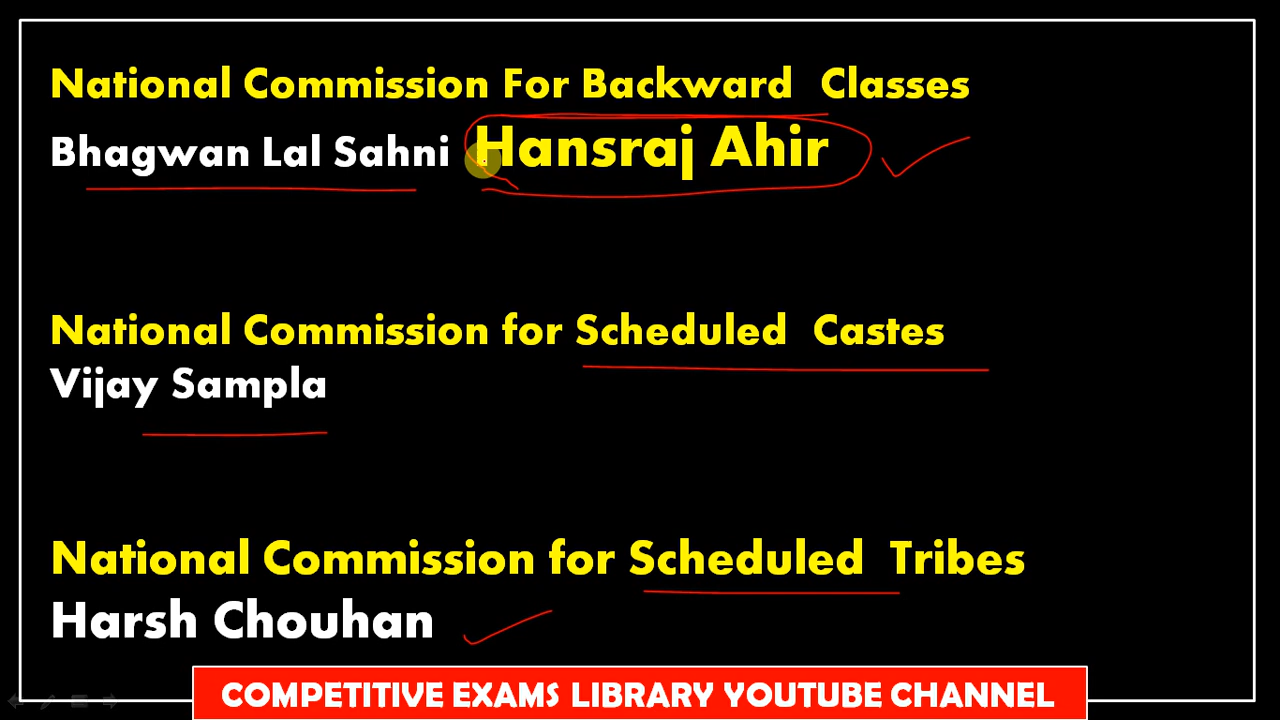 National Commission For Backward Classes
Bhagwan Lal Sahni Hansraj Ahir
National Commission for Scheduled Castes
Vijay Sampla
National Commission for Scheduled Tribes
Harsh Chouhan
COMPETITIVE EXAMS LIBRARY YOUTUBE CHANNEL